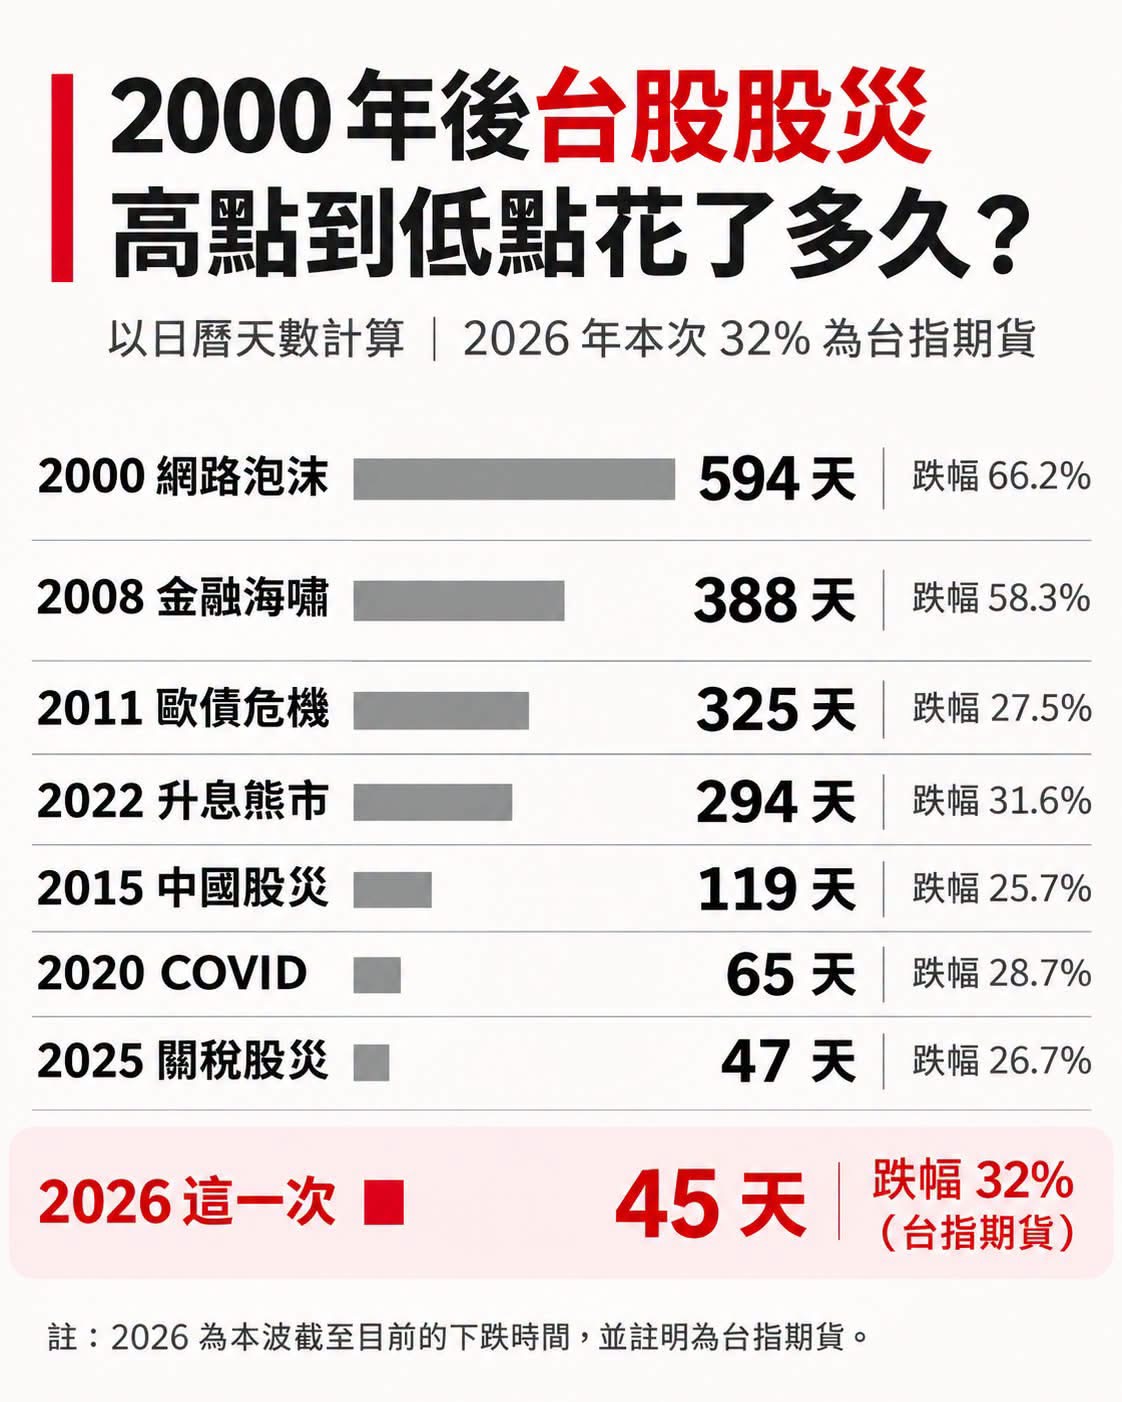 2000年後台股股災
高點到低點花了多久？
以日曆天數計算｜2026 年本次 32% 為台指期貨
2000 網路泡沫 594 天 跌幅 66.2%
2008 金融海嘯 388 天 跌幅 58.3%
2011 歐債危機 325 天 跌幅 27.5%
2022 升息熊市 294 天 跌幅 31.6%
2015 中國股災 119 天 跌幅 25.7%
2020 COVID 65 天 跌幅 28.7%
2025 關稅股災 47 天 跌幅 26.7%
2026 這一次 45 天 跌幅 32%
（台指期貨）
註：2026 為本波截至目前的下跌時間，並註明為台指期貨。